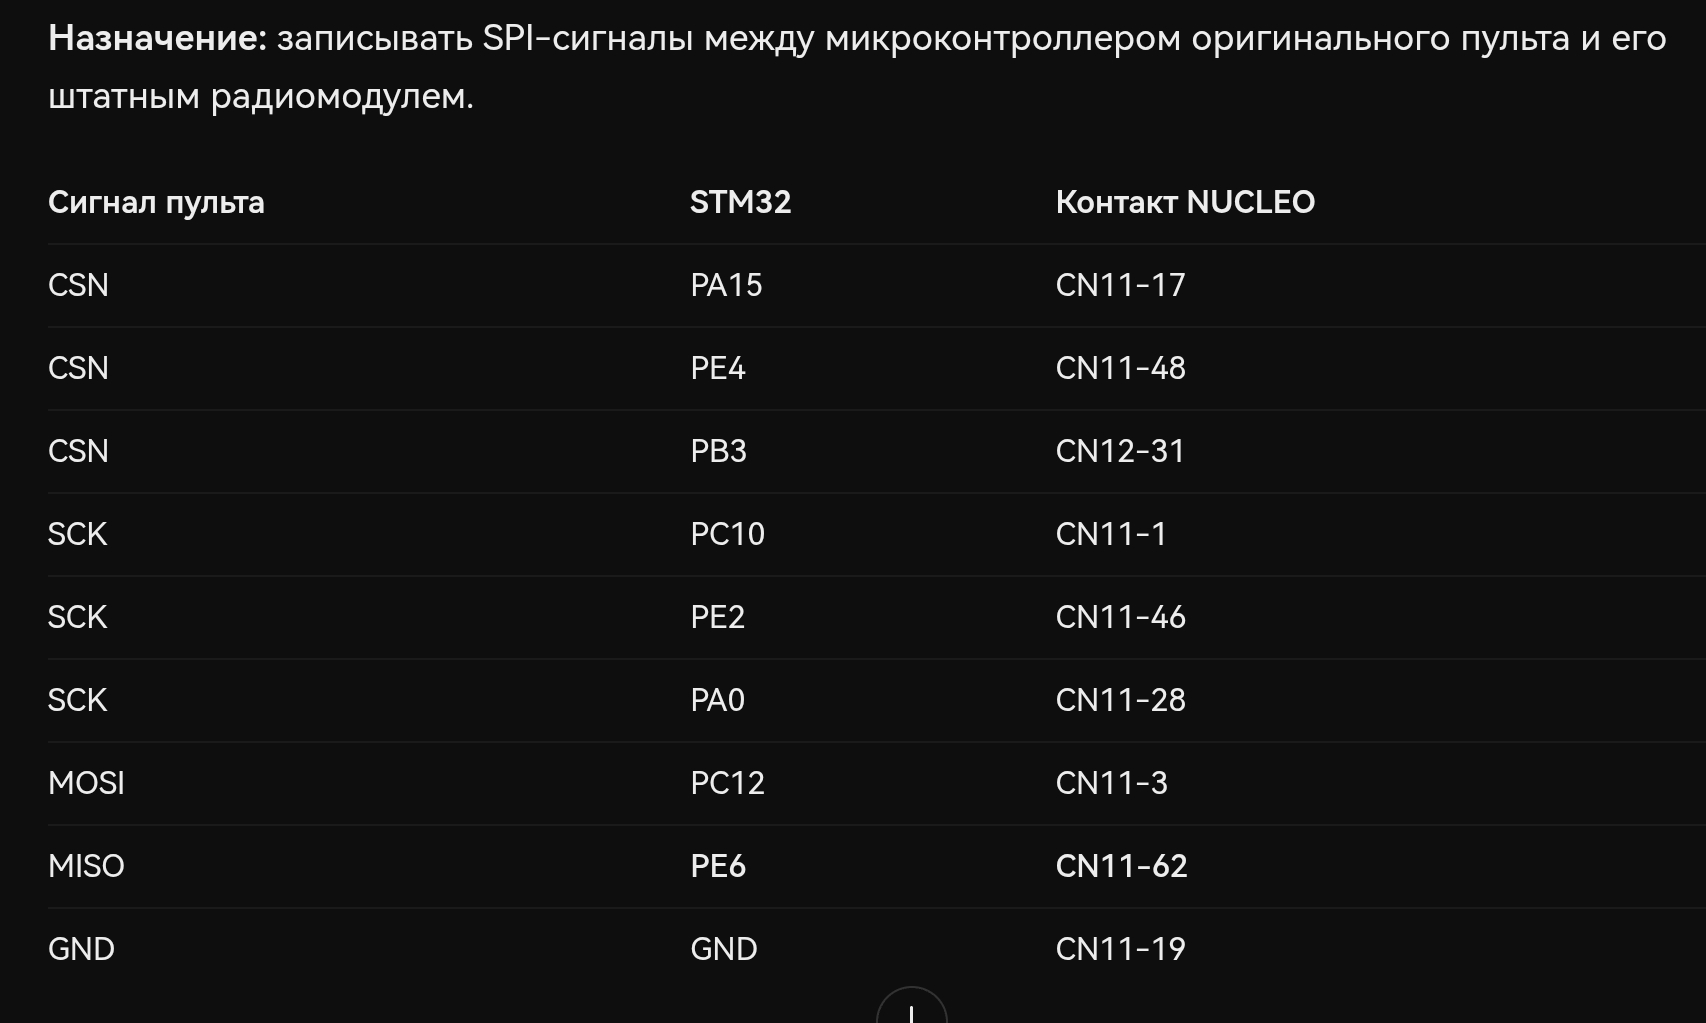 Назначение: записывать SPI-сигналы между микроконтроллером оригинального пульта и его
штатным радиомодулем.
Сигнал пульта STM32 Контакт NUCLEO
CSN PA15 CN11-17
CSN PE4 CN11-48
CSN PB3 CN12-31
SCK PC10 CN11-1
SCK PE2 CN11-46
SCK PA0 CN11-28
MOSI PC12 CN11-3
MISO PE6 CN11-62
GND GND CN11-19